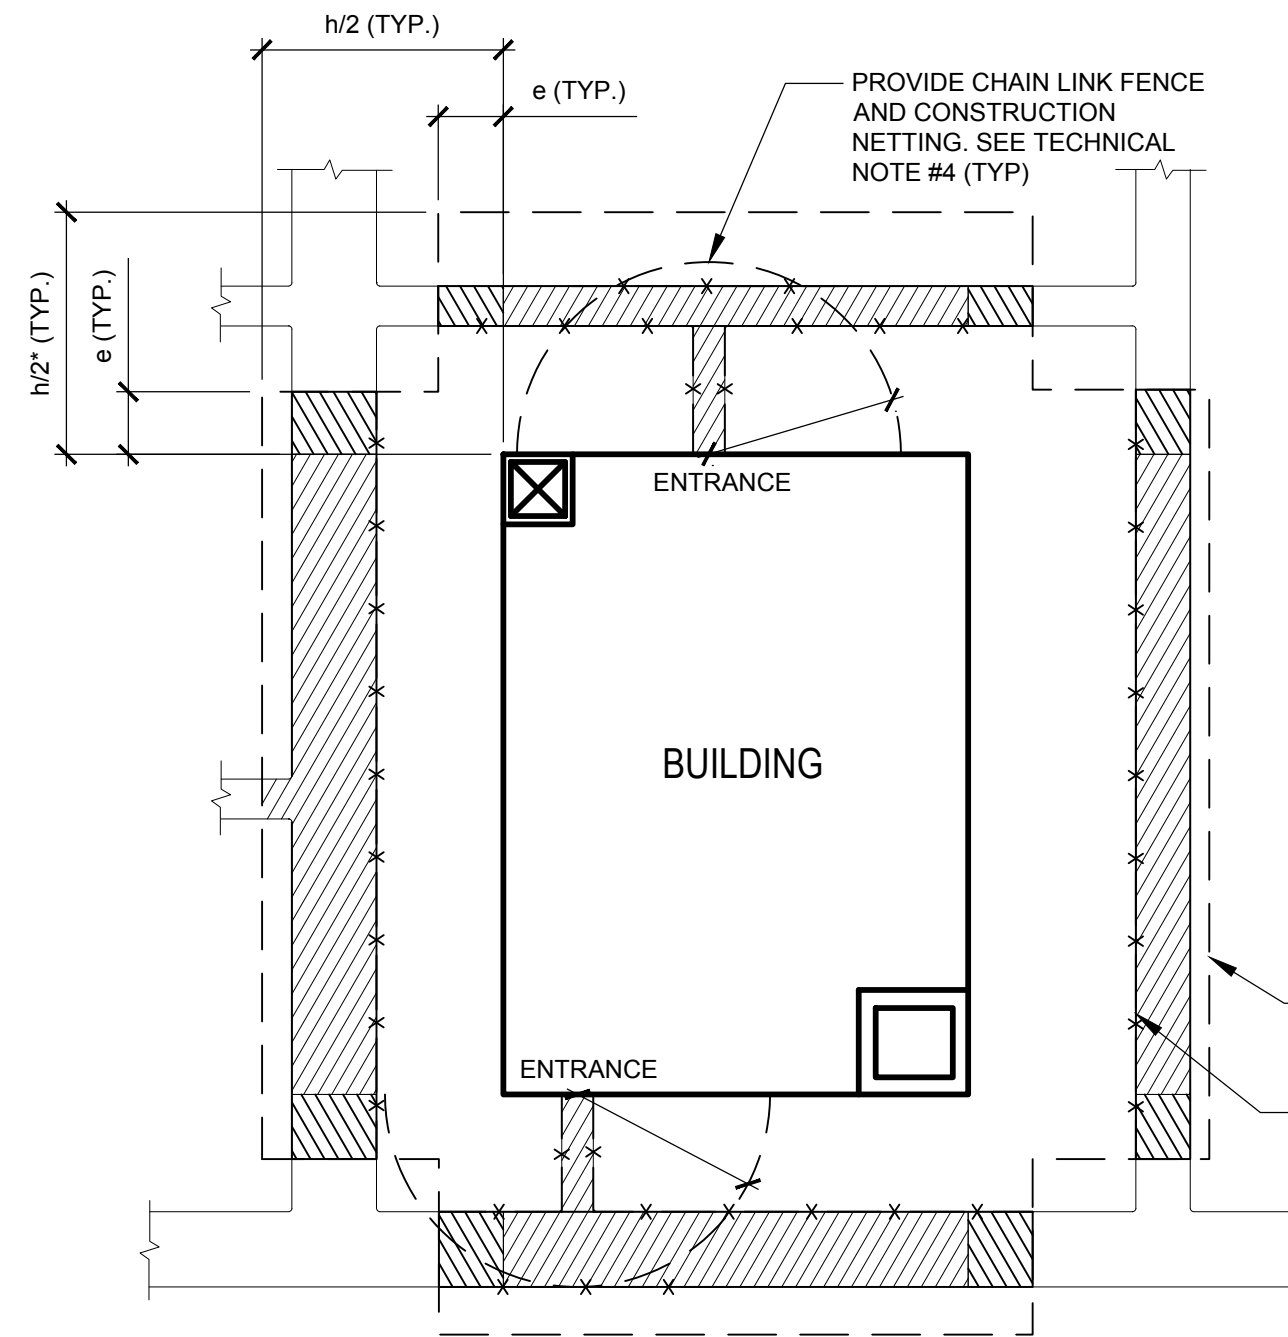 h/2 (TYP.)
e (TYP.)
PROVIDE CHAIN LINK FENCE
AND CONSTRUCTION
NETTING. SEE TECHNICAL
NOTE #4 (TYP)
h/2* (TYP.)
e (TYP.)
ENTRANCE
BUILDING
ENTRANCE